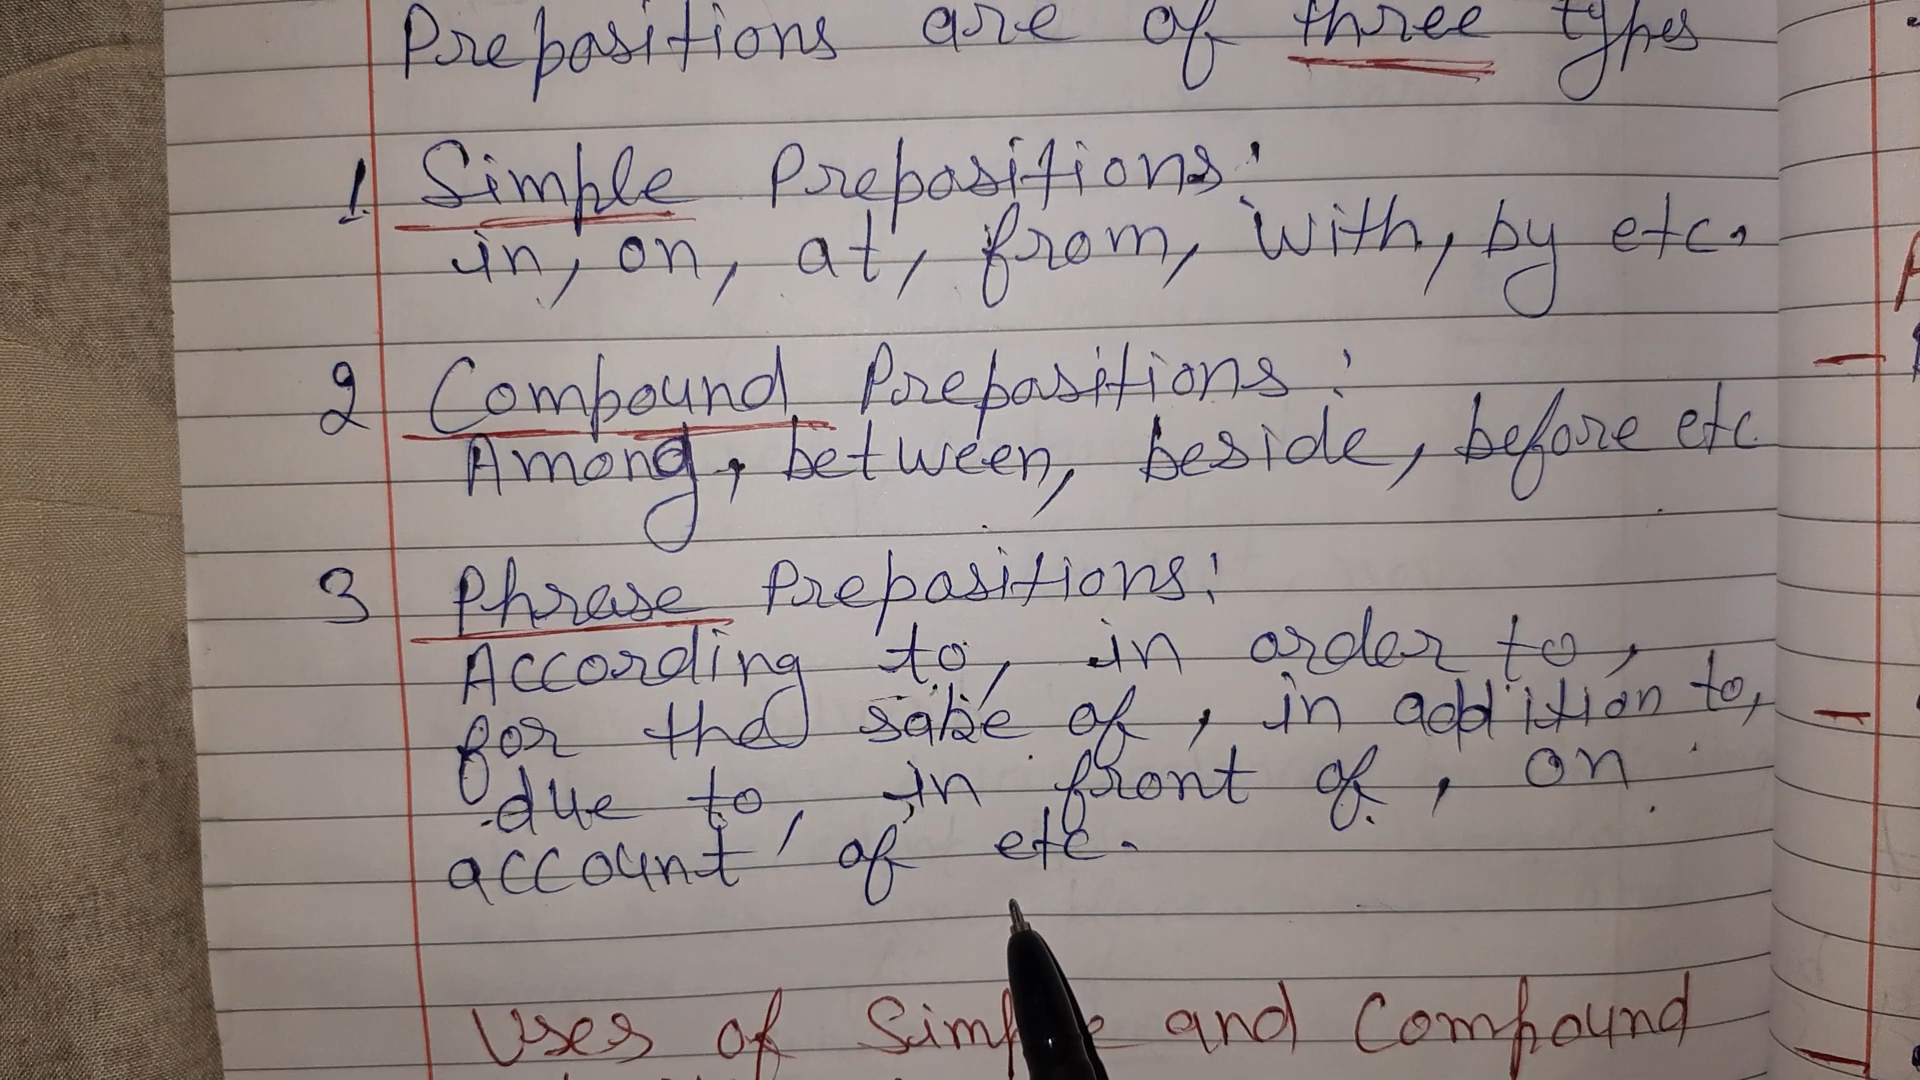 Prepositions are of three types
1. Simple Prepositions:
in, on, at, from, with, by etc.
2 Compound Prepositions:
Among, between, beside, before etc
3 Phrase Prepositions:
According to, in order to,
for the sake of, in addition to,
due to, in front of, on
account of etc.
Uses of Simple and Compound